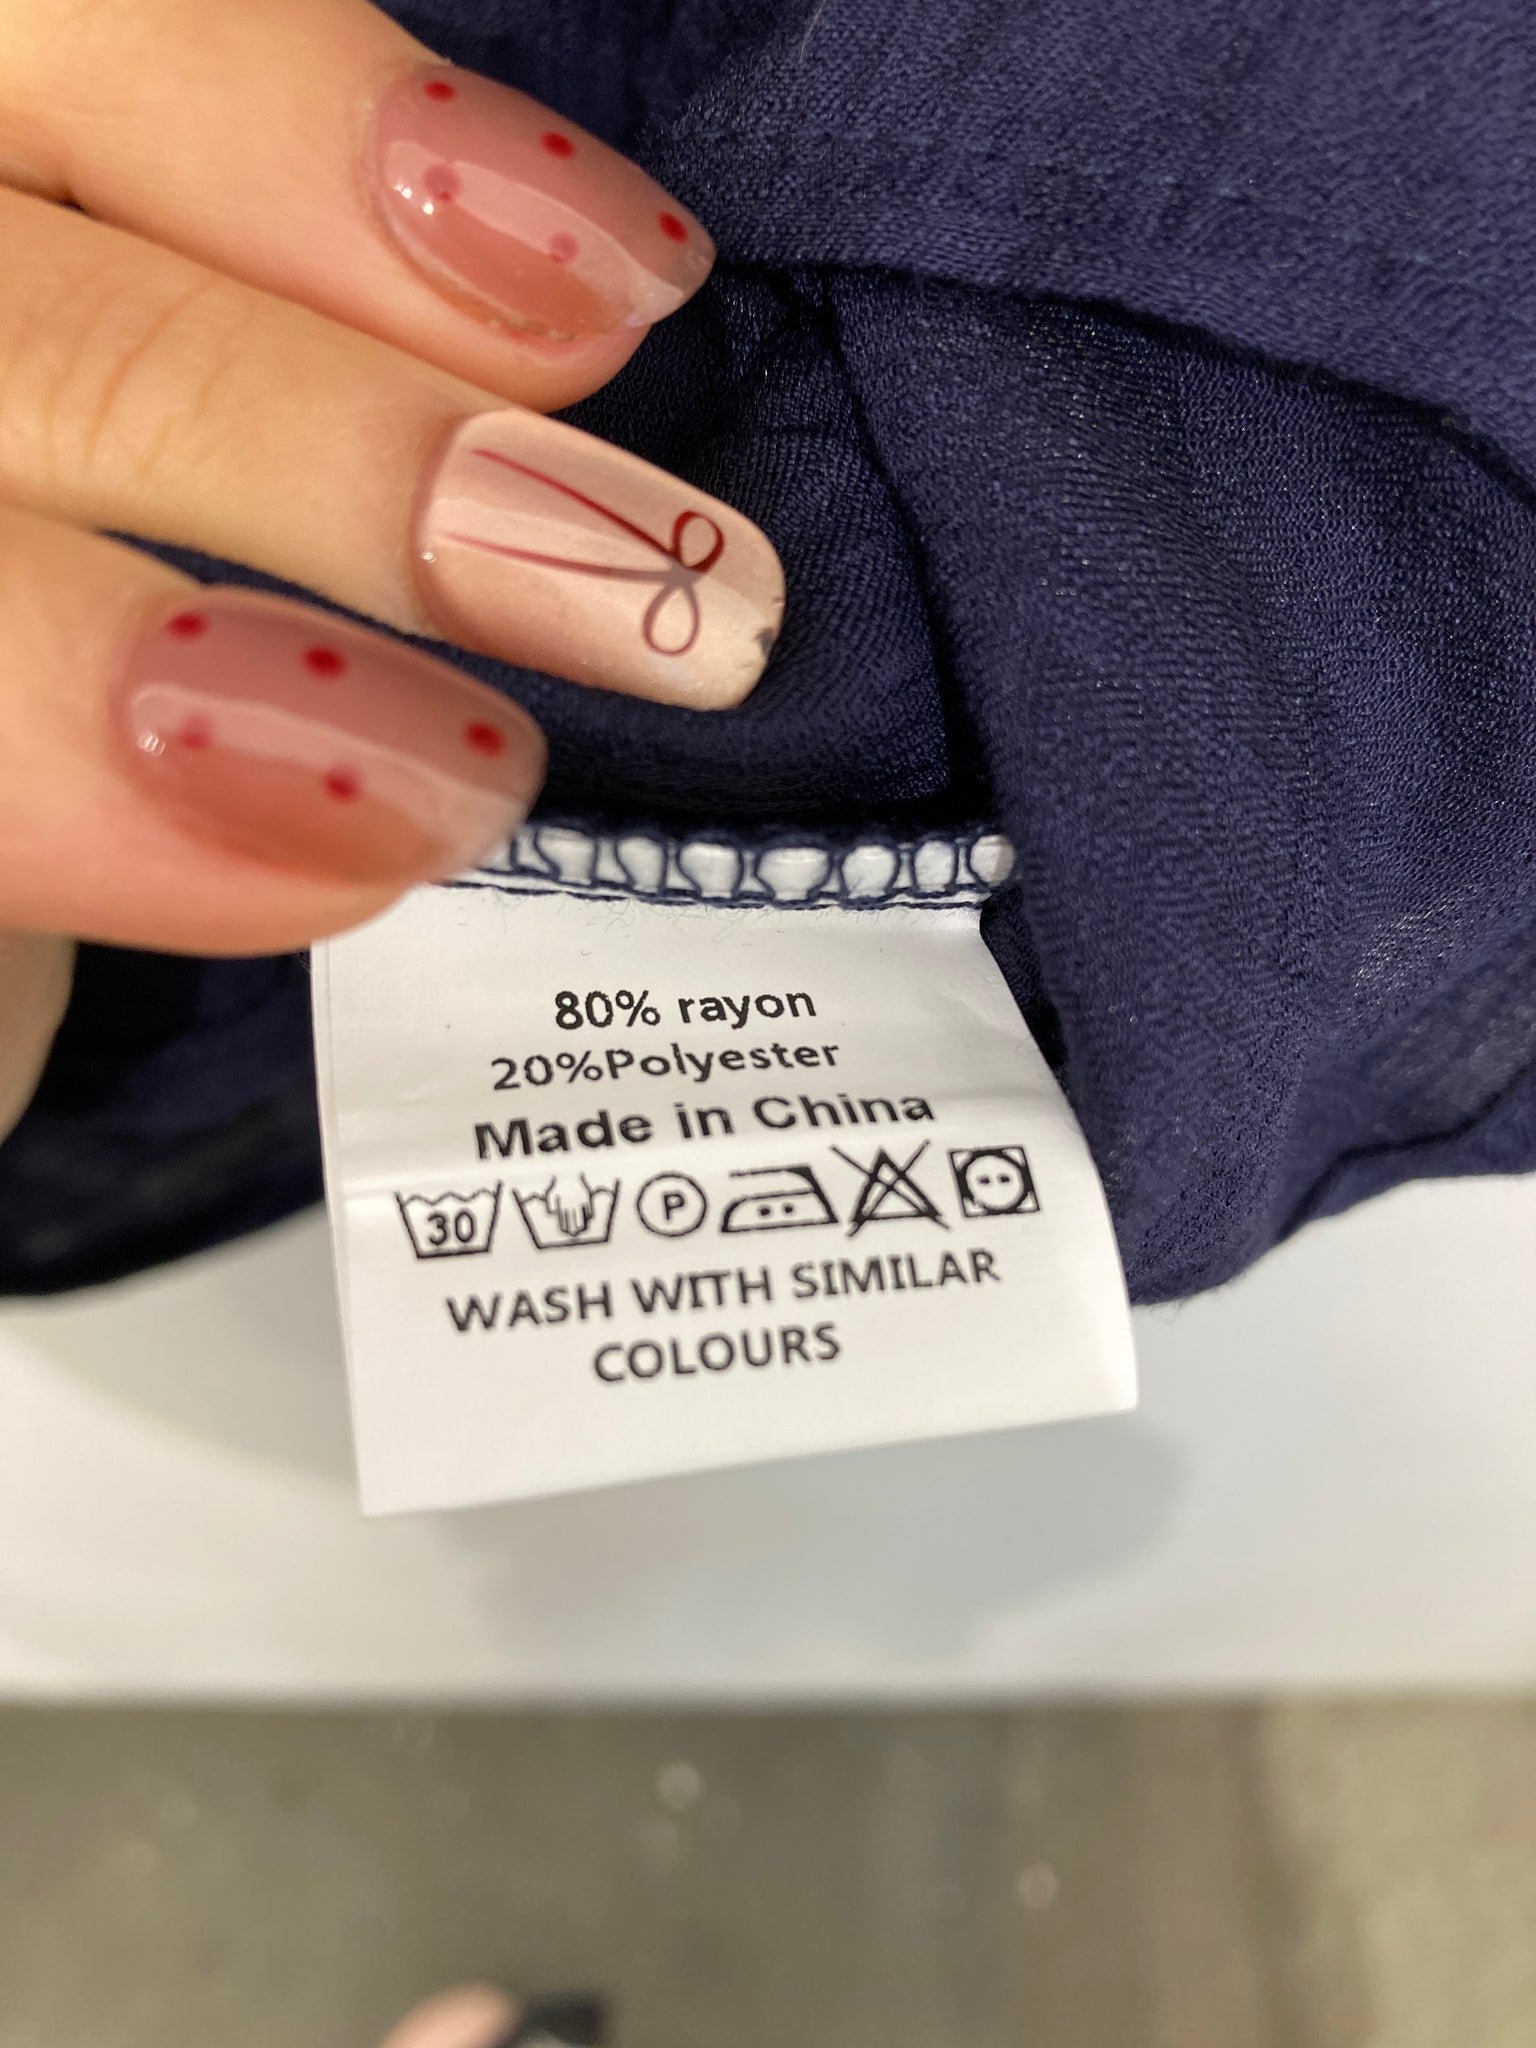 80% rayon
20%Polyester
Made in China
30 P
WASH WITH SIMILAR
COLOURS